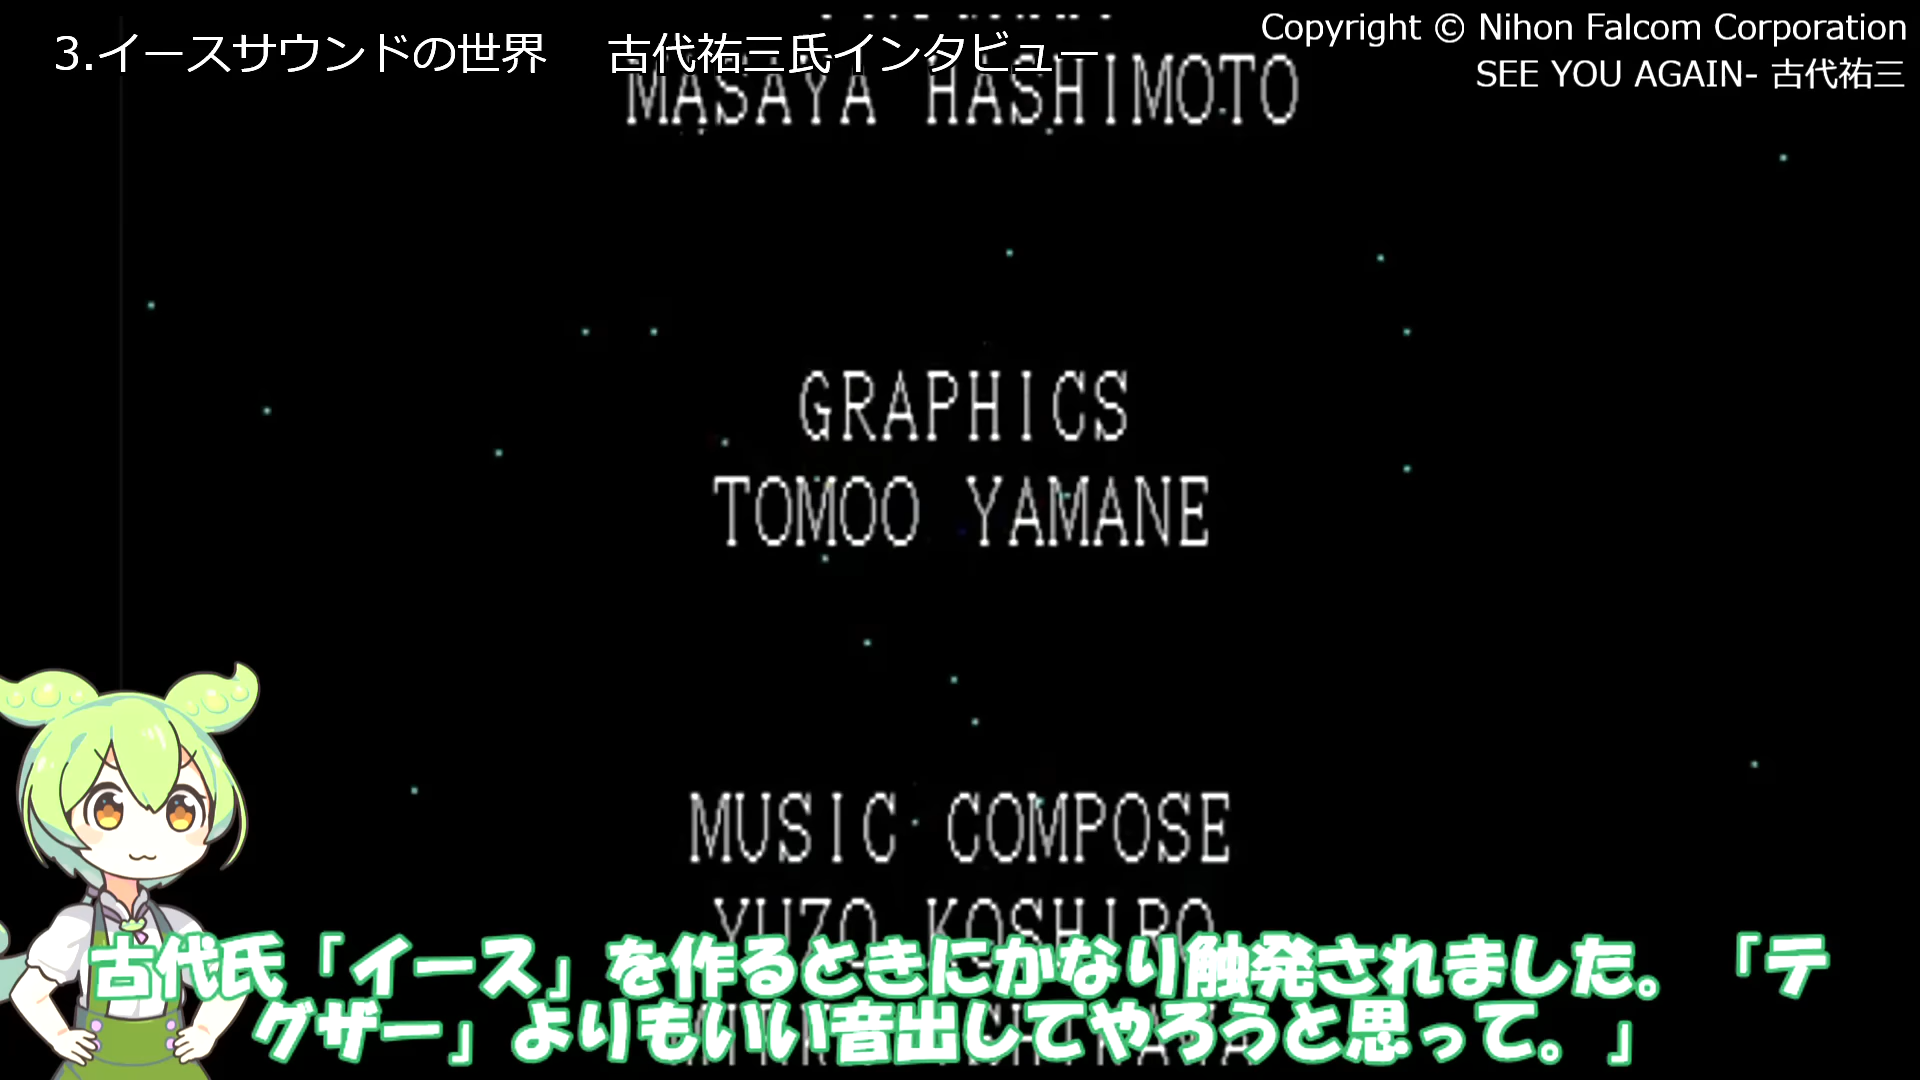 3.イースサウンドの世界　古代祐三氏インタビュー
Copyright © Nihon Falcom Corporation
SEE YOU AGAIN- 古代祐三
MASAYA HASHIMOTO
GRAPHICS
TOMOO YAMANE
MUSIC COMPOSE
YUZO KOSHIRO
古代氏「イース」を作るときにかなり触発されました。「テ
グザー」よりもいい音出してやろうと思って。」